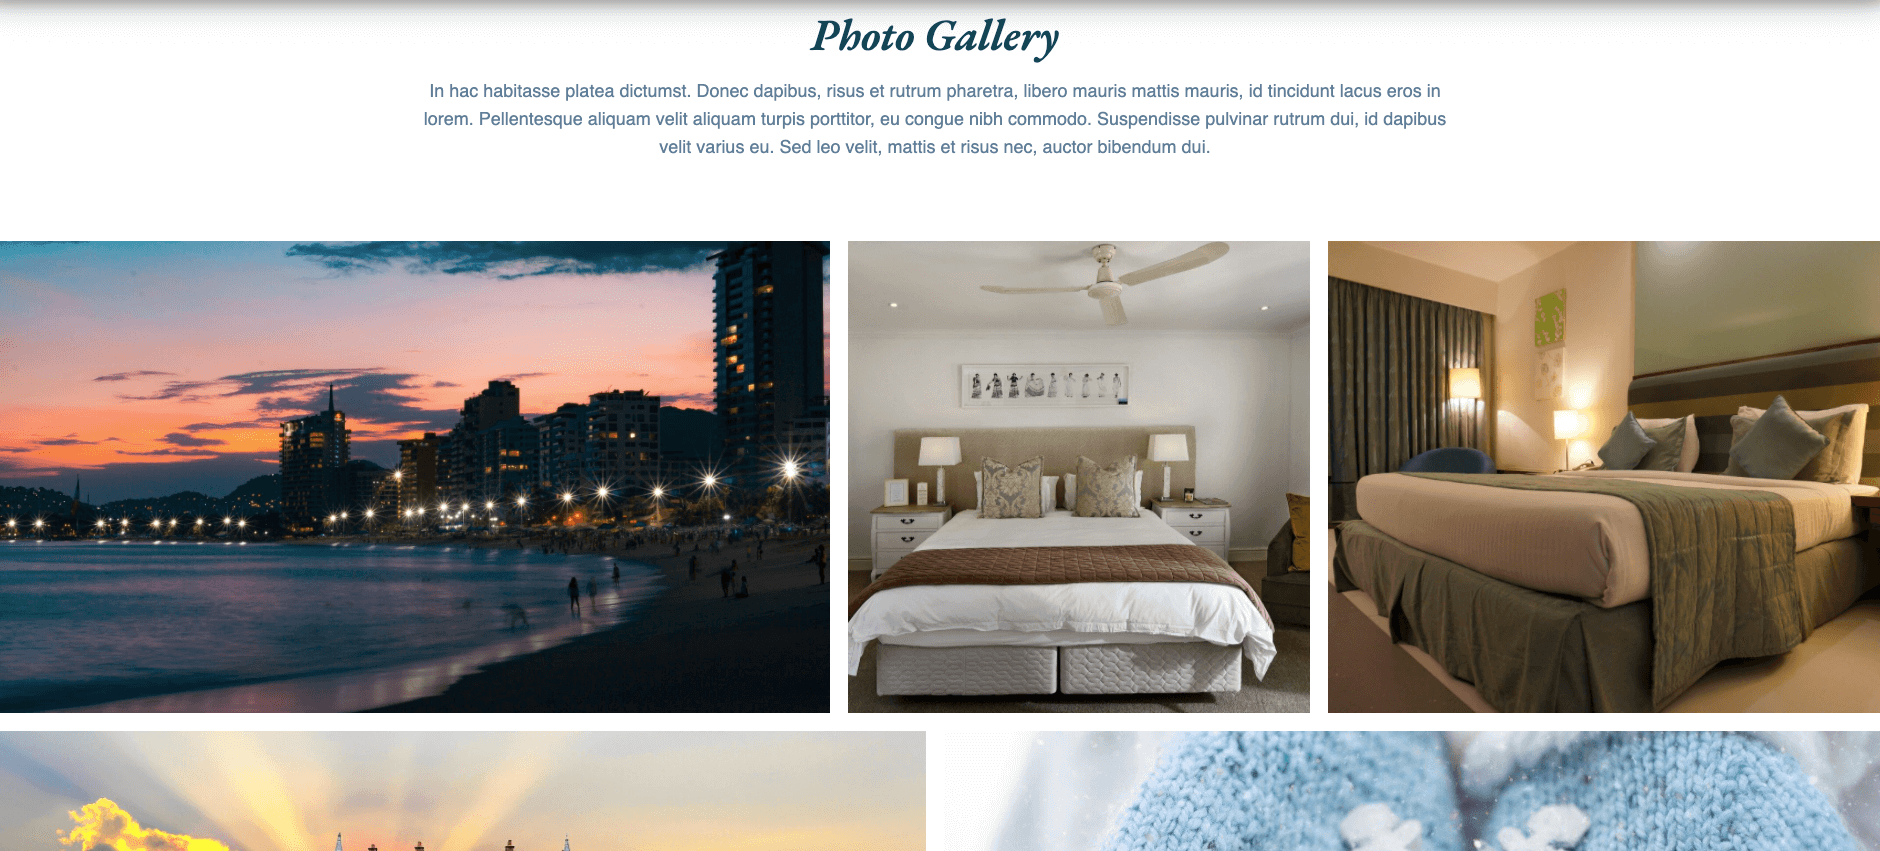 Photo Gallery
In hac habitasse platea dictumst. Donec dapibus, risus et rutrum pharetra, libero mauris mattis mauris, id tincidunt lacus eros in
lorem. Pellentesque aliquam velit aliquam turpis porttitor, eu congue nibh commodo. Suspendisse pulvinar rutrum dui, id dapibus
velit varius eu. Sed leo velit, mattis et risus nec, auctor bibendum dui.